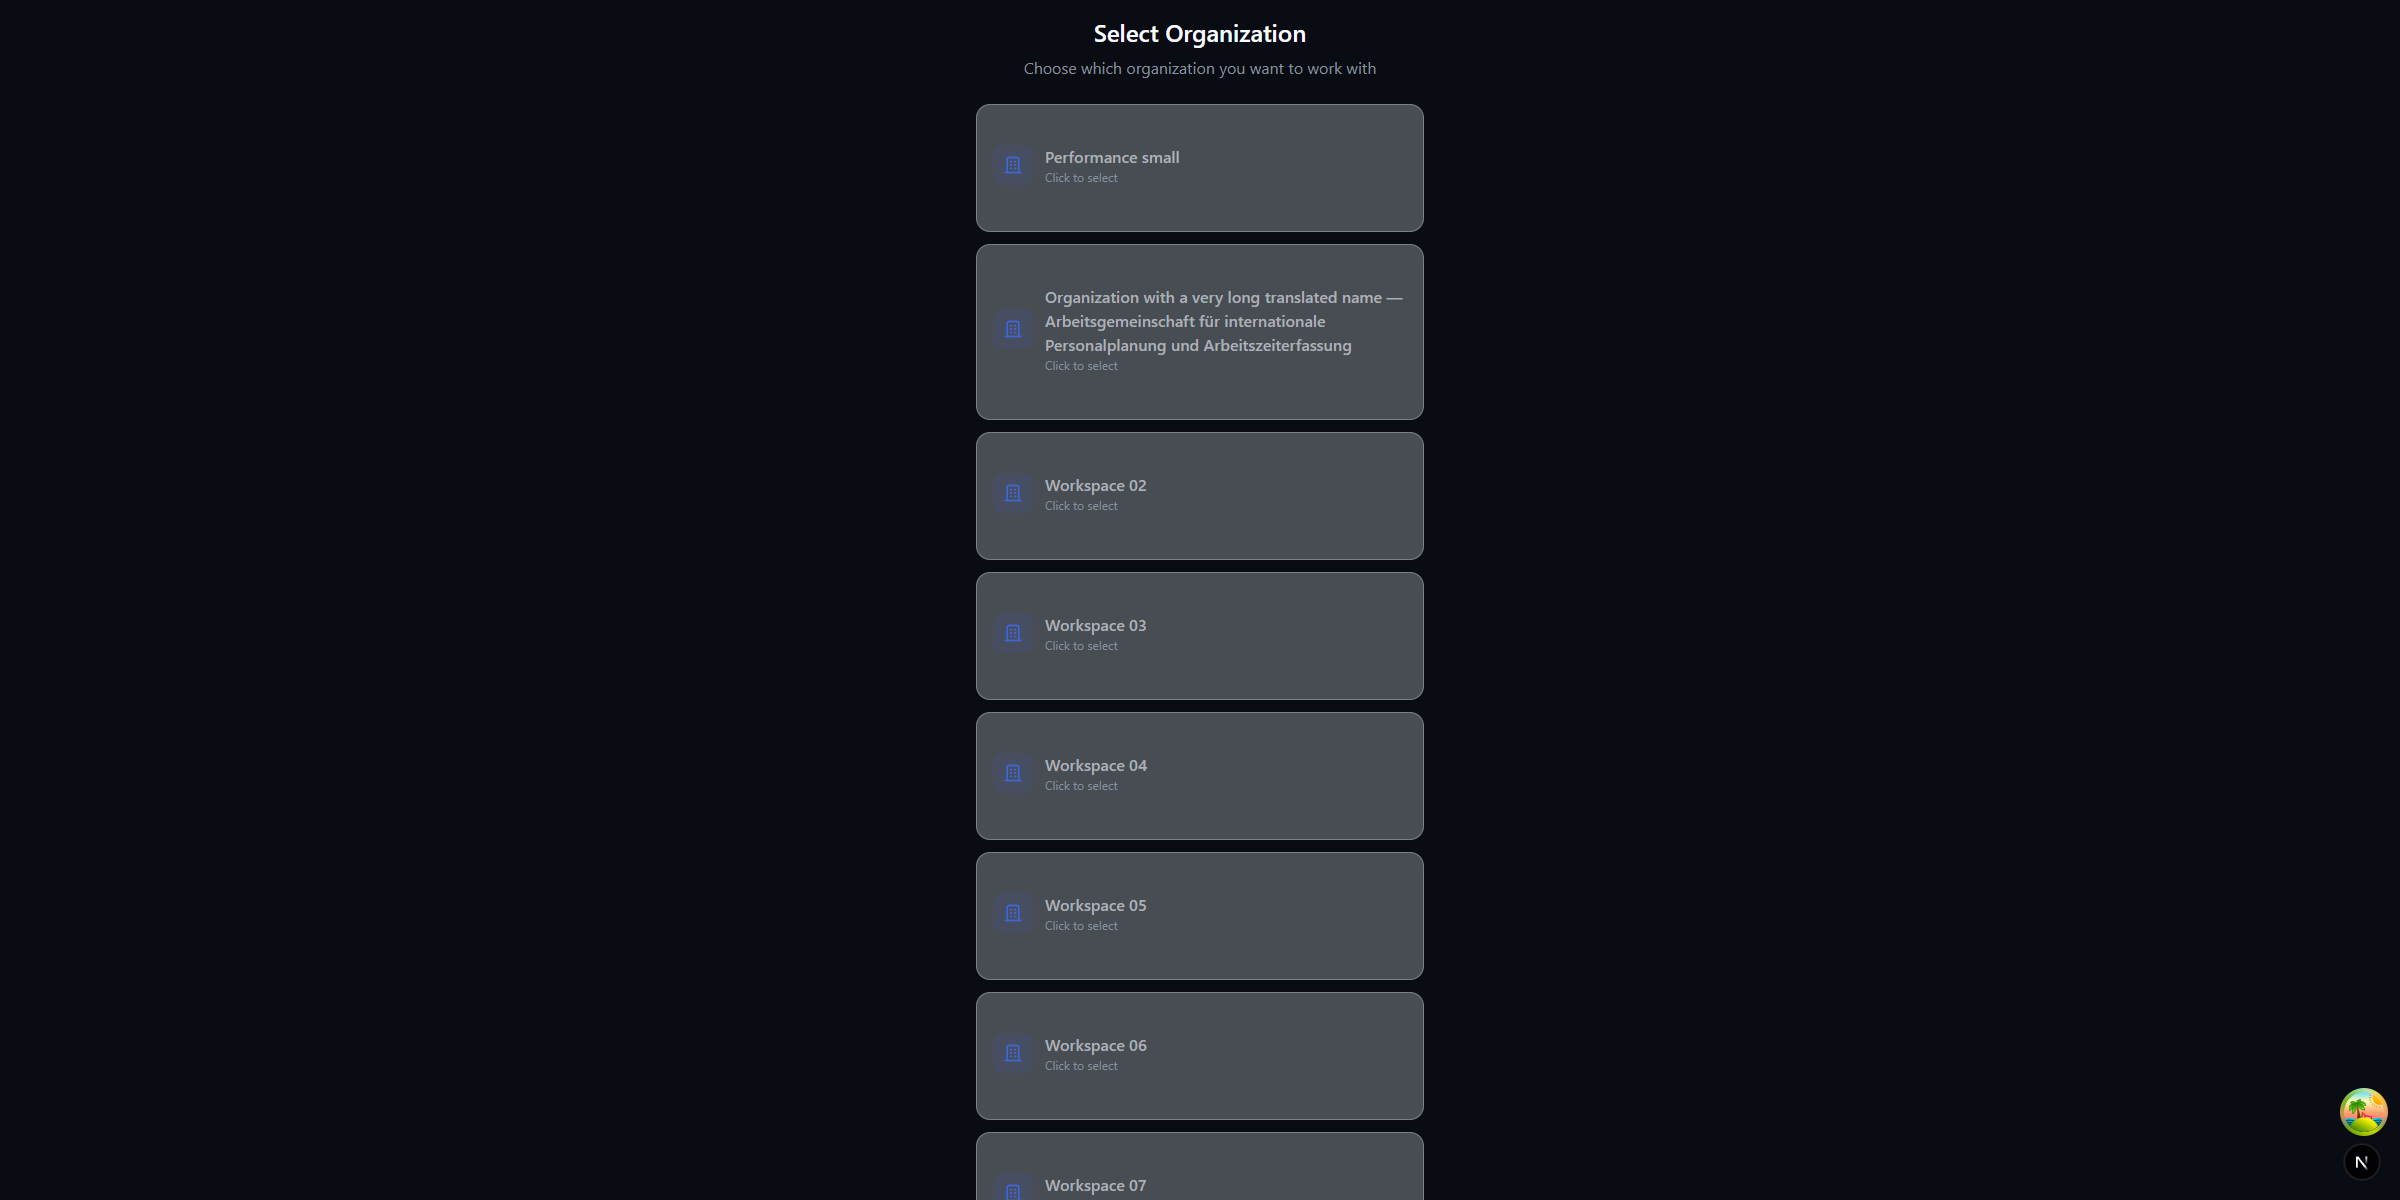 Select Organization
Choose which organization you want to work with
Performance small
Click to select
Organization with a very long translated name —
Arbeitsgemeinschaft für internationale
Personalplanung und Arbeitszeiterfassung
Click to select
Workspace 02
Click to select
Workspace 03
Click to select
Workspace 04
Click to select
Workspace 05
Click to select
Workspace 06
Click to select
Workspace 07
N